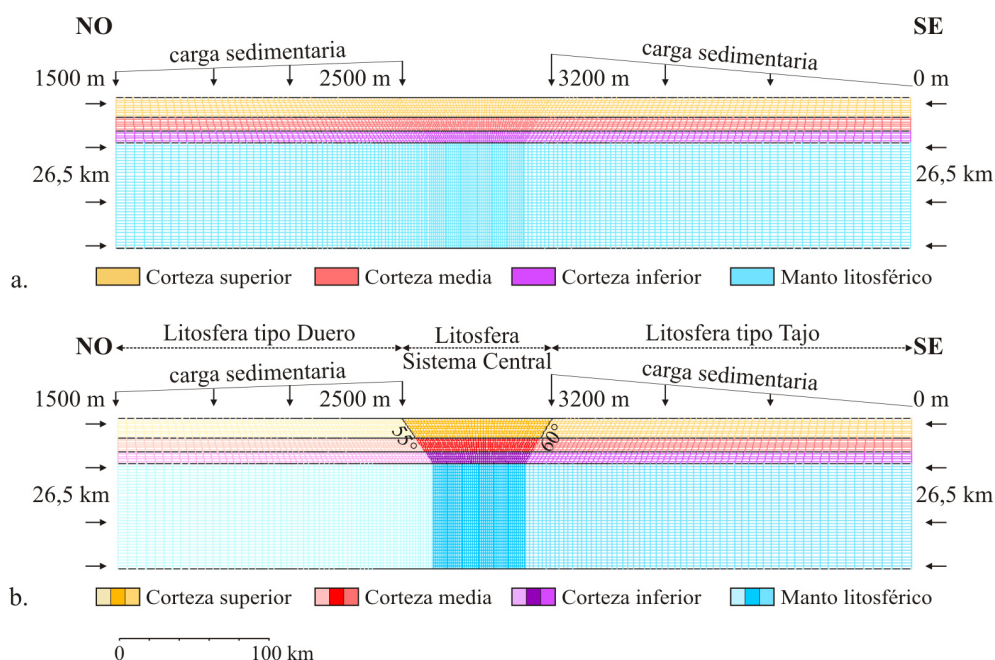 NO
SE
carga sedimentaria
carga sedimentaria
1500 m
2500 m
3200 m
0 m
26,5 km
26,5 km
a.
Corteza superior
Corteza media
Corteza inferior
Manto litosférico
Litosfera tipo Duero
Litosfera
Sistema Central
Litosfera tipo Tajo
NO
SE
carga sedimentaria
carga sedimentaria
1500 m
2500 m
3200 m
0 m
55°
60°
26,5 km
26,5 km
b.
Corteza superior
Corteza media
Corteza inferior
Manto litosférico
0
100 km